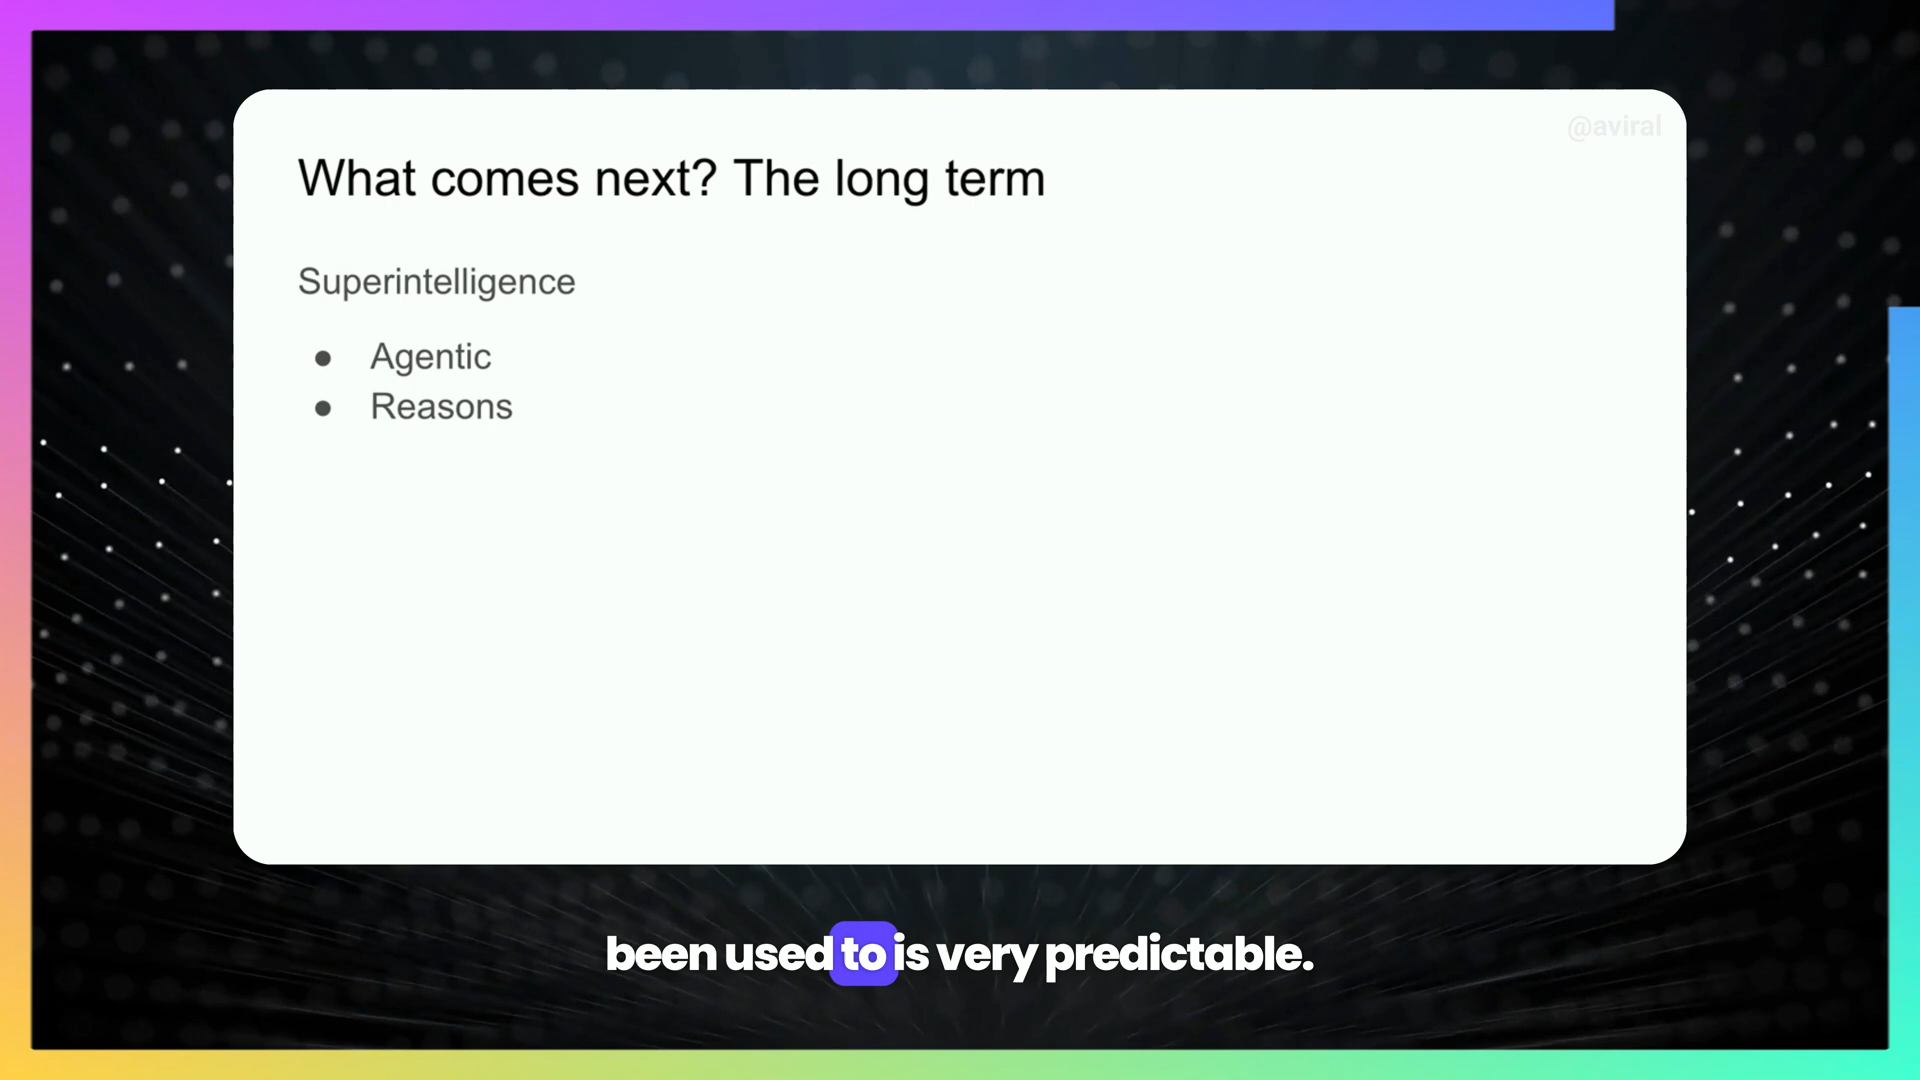 @aviral
What comes next? The long term
Superintelligence
● Agentic
● Reasons
been used to is very predictable.